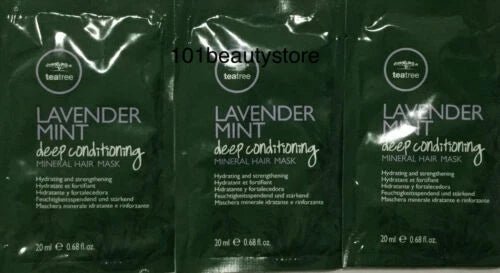 101beautystore
teatree
LAVENDER
MINT
deep conditioning
MINERAL HAIR MASK
Hydrating and strengthening
Hydratant et fortifiant
Hidratante y fortalecedora
Feuchtigkeitsspendend und stärkend
Maschera minerale idratante e rinforzante
20 ml e 0.68 fl.oz.
teatree
LAVENDER
MINT
deep conditioning
MINERAL HAIR MASK
Hydrating and strengthening
Hydratant et fortifiant
Hidratante y fortalecedora
Feuchtigkeitsspendend und stärkend
Maschera minerale idratante e rinforzante
20 ml e 0.68 fl.oz.
teatree
LAVENDER
MINT
deep conditioning
MINERAL HAIR MASK
Hydrating and strengthening
Hydratant et fortifiant
Hidratante y fortalecedora
Feuchtigkeitsspendend und stärkend
Maschera minerale idratante e rinforzante
20 ml e 0.68 fl.oz.